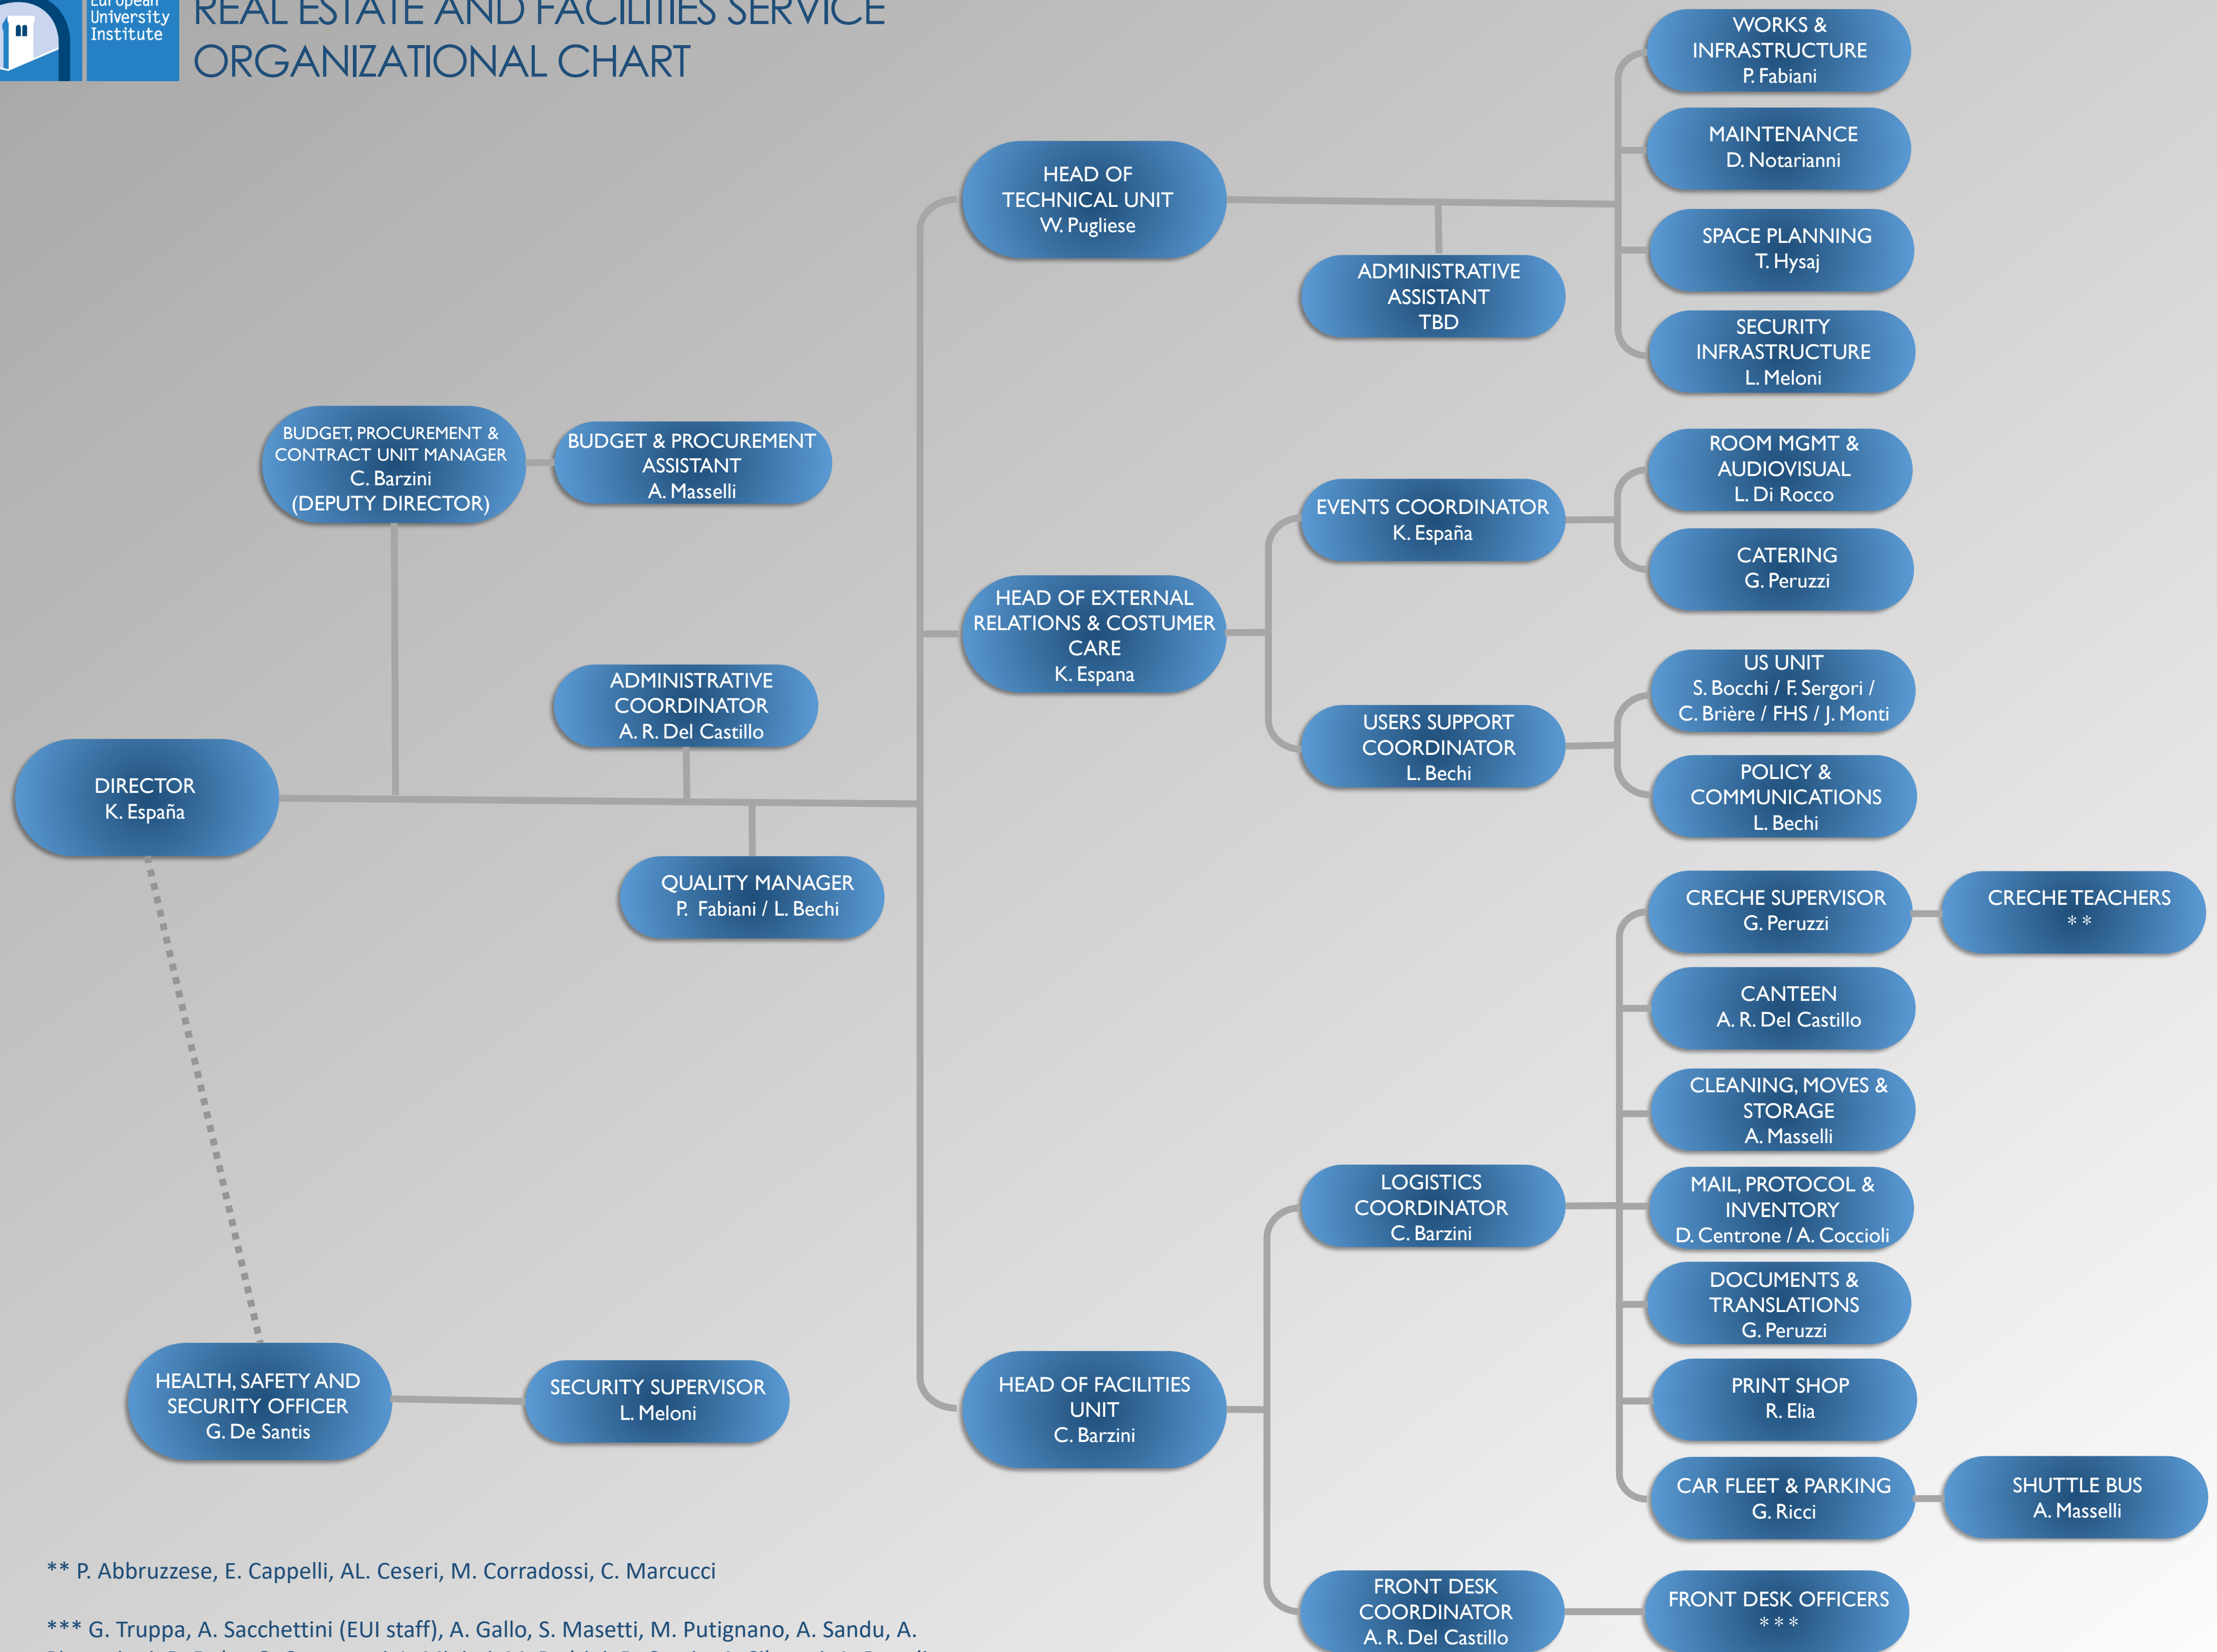 European
University
Institute
REAL ESTATE AND FACILITIES SERVICE
ORGANIZATIONAL CHART
WORKS &
INFRASTRUCTURE
P. Fabiani
MAINTENANCE
D. Notarianni
HEAD OF
TECHNICAL UNIT
W. Pugliese
SPACE PLANNING
T. Hysaj
ADMINISTRATIVE
ASSISTANT
TBD
SECURITY
INFRASTRUCTURE
L. Meloni
BUDGET, PROCUREMENT &
CONTRACT UNIT MANAGER
C. Barzini
(DEPUTY DIRECTOR)
BUDGET & PROCUREMENT
ASSISTANT
A. Masselli
ROOM MGMT &
AUDIOVISUAL
L. Di Rocco
EVENTS COORDINATOR
K. España
CATERING
G. Peruzzi
HEAD OF EXTERNAL
RELATIONS & COSTUMER
CARE
K. Espana
US UNIT
S. Bocchi / F. Sergori /
C. Brière / FHS / J. Monti
ADMINISTRATIVE
COORDINATOR
A. R. Del Castillo
USERS SUPPORT
COORDINATOR
L. Bechi
POLICY &
COMMUNICATIONS
L. Bechi
DIRECTOR
K. España
QUALITY MANAGER
P.  Fabiani / L. Bechi
CRECHE SUPERVISOR
G. Peruzzi
CRECHE TEACHERS
**
CANTEEN
A. R. Del Castillo
CLEANING, MOVES &
STORAGE
A. Masselli
LOGISTICS
COORDINATOR
C. Barzini
MAIL, PROTOCOL &
INVENTORY
D. Centrone / A. Coccioli
DOCUMENTS &
TRANSLATIONS
G. Peruzzi
HEALTH, SAFETY AND
SECURITY OFFICER
G. De Santis
SECURITY SUPERVISOR
L. Meloni
HEAD OF FACILITIES
UNIT
C. Barzini
PRINT SHOP
R. Elia
CAR FLEET & PARKING
G. Ricci
SHUTTLE BUS
A. Masselli
FRONT DESK
COORDINATOR
A. R. Del Castillo
FRONT DESK OFFICERS
***
** P. Abbruzzese, E. Cappelli, AL. Ceseri, M. Corradossi, C. Marcucci
*** G. Truppa, A. Sacchettini (EUI staff), A. Gallo, S. Masetti, M. Putignano, A. Sandu, A.